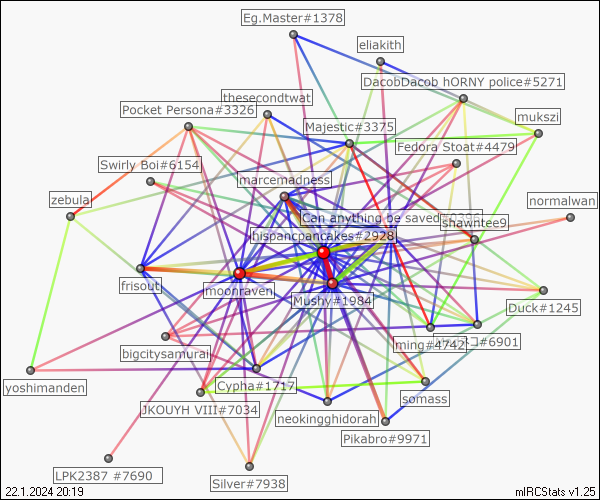 Eg.Master#1378
eliakith
DacobDacob hORNY police#5271
thesecondtwat
Pocket Persona#3326
mukszi
Majestic#3375
Fedora Stoat#4479
Swirly Boi#6154
marcemadness
zebula
normalwan
Can anything be saved
shawntee9
hispancpancakes#2928
frisout
moonraven
Mushy#1984
Duck#1245
ming#4742
#6901
bigcitysamurai
yoshimanden
Cypha#1717
somass
JKOUYH VIII#7034
neokingghidorah
Pikabro#9971
LPK2387 #7690
Silver#7938
22.1.2024 20:19
mIRCStats v1.25